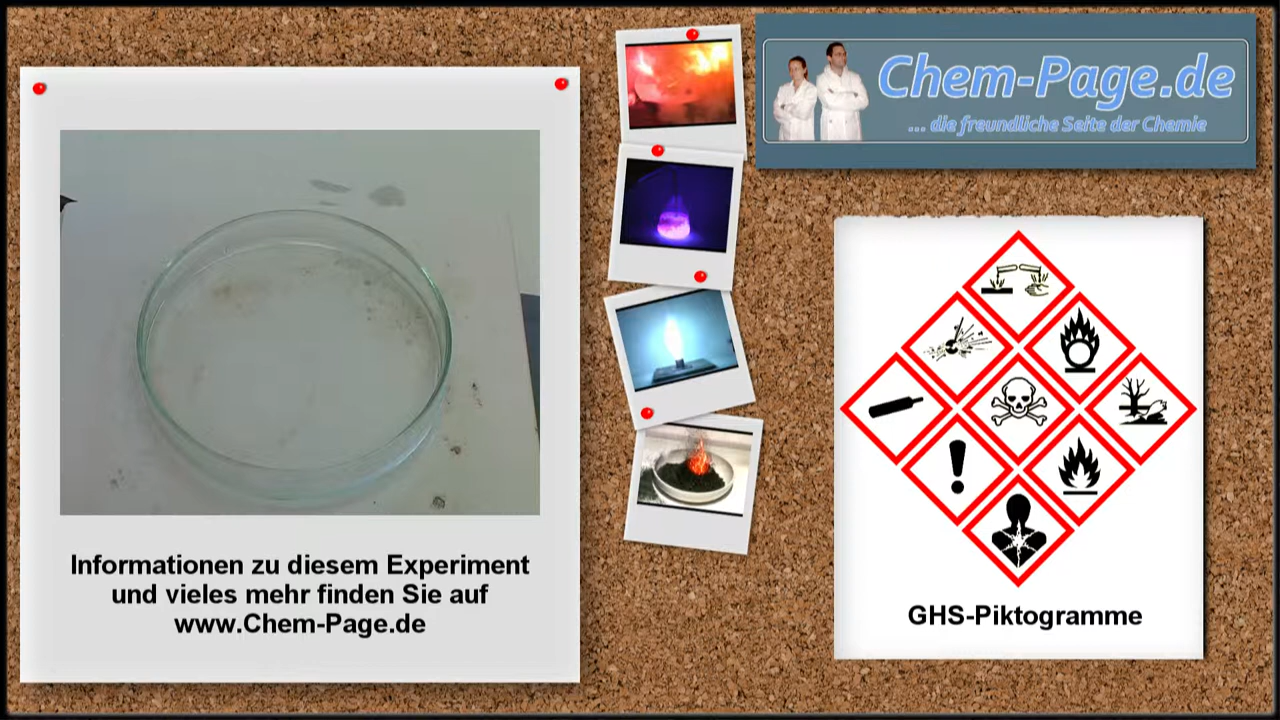 Chem-Page.de
... die freundliche Seite der Chemie
Informationen zu diesem Experiment
und vieles mehr finden Sie auf
www.Chem-Page.de
GHS-Piktogramme